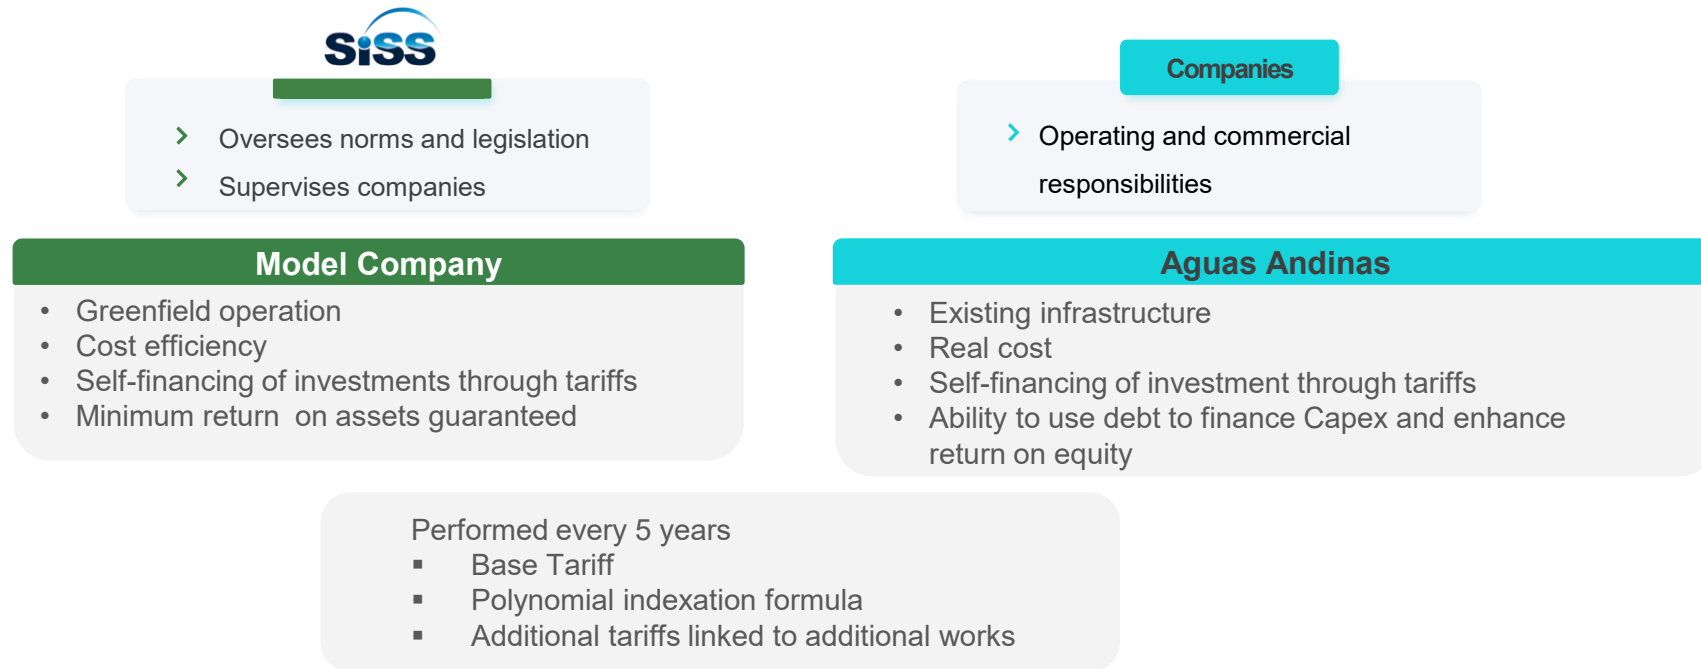 SiSS
› Oversees norms and legislation
› Supervises companies
Companies
› Operating and commercial
responsibilities
Model Company
• Greenfield operation
• Cost efficiency
• Self-financing of investments through tariffs
• Minimum return on assets guaranteed
Aguas Andinas
• Existing infrastructure
• Real cost
• Self-financing of investment through tariffs
• Ability to use debt to finance Capex and enhance
return on equity
Performed every 5 years
▪ Base Tariff
▪ Polynomial indexation formula
▪ Additional tariffs linked to additional works